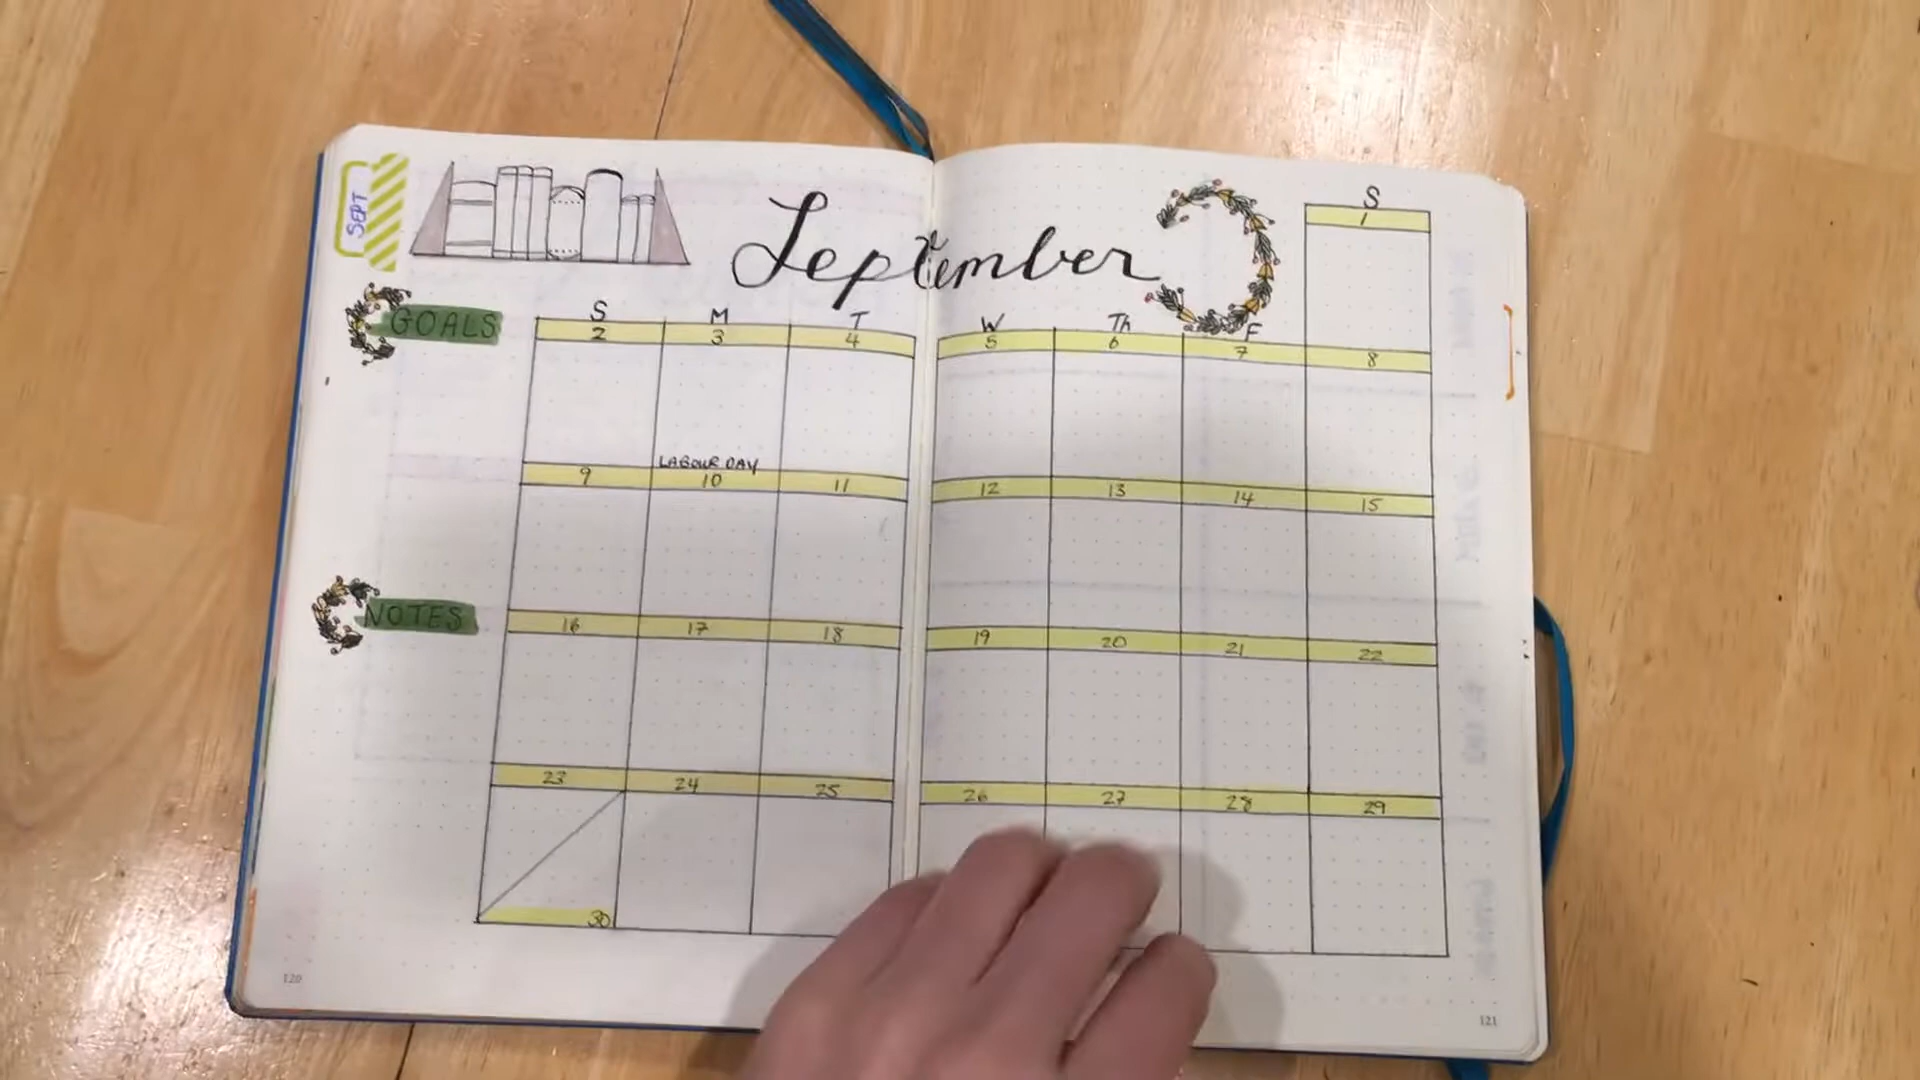 SEPT
September
S
1
GOALS
S M T W Th F
2 3 4 5 6 7 8
LABOUR DAY
9 10 11 12 13 14 15
NOTES
16 17 18 19 20 21 22
23 24 25 26 27 28 29
30
120
121